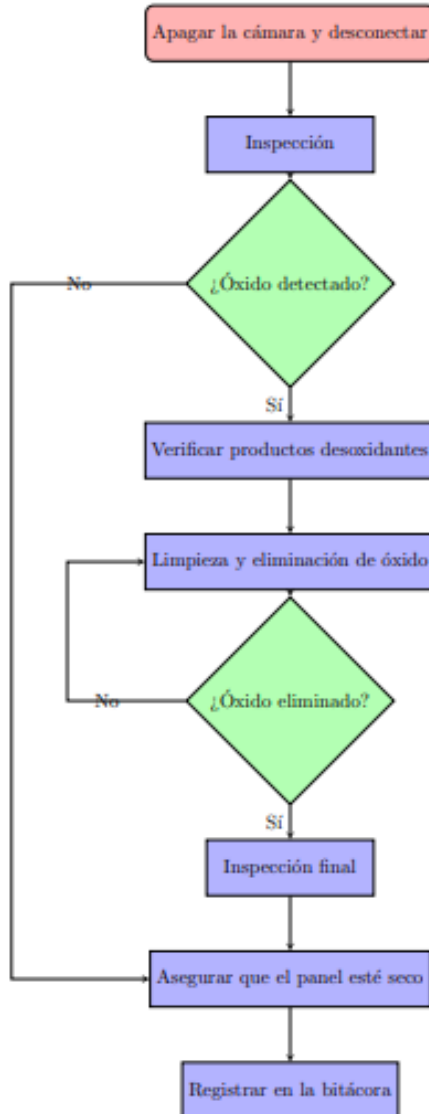 Apagar la cámara y desconectar
Inspección
¿Óxido detectado?
No
Sí
Verificar productos desoxidantes
Limpieza y eliminación de óxido
¿Óxido eliminado?
No
Sí
Inspección final
Asegurar que el panel esté seco
Registrar en la bitácora